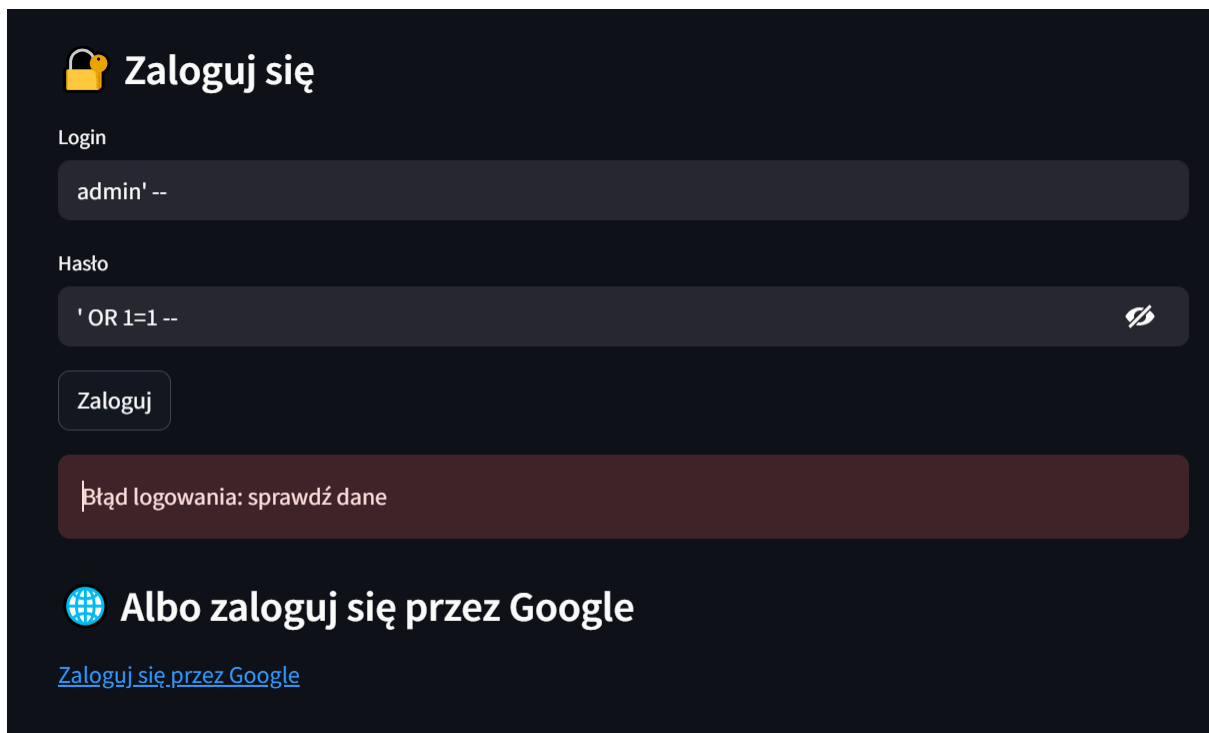 Zaloguj się
Login
admin' --
Hasło
' OR 1=1 --
Zaloguj
Błąd logowania: sprawdź dane
Albo zaloguj się przez Google
Zaloguj się przez Google